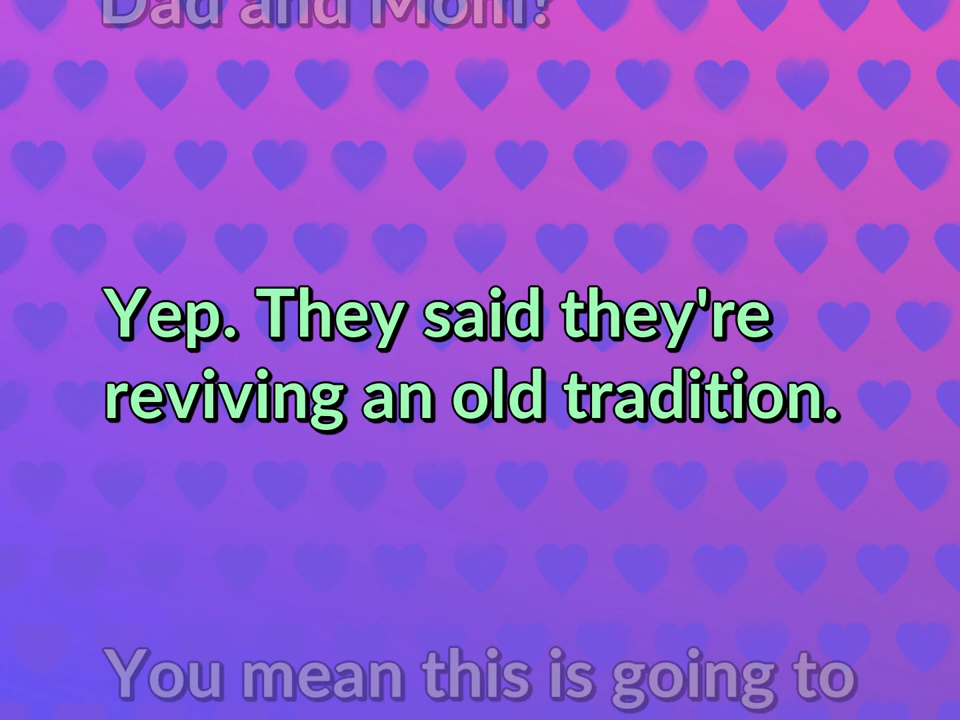 Dad and Mom?
Yep. They said they're
reviving an old tradition.
You mean this is going to